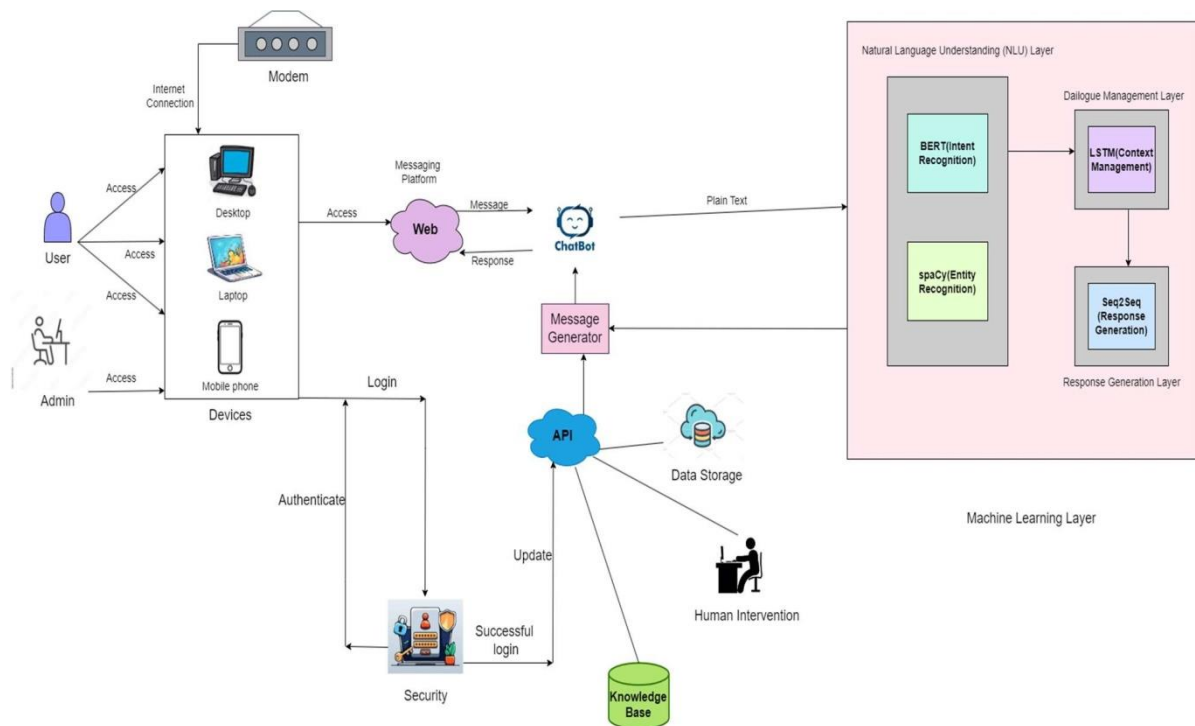 Modem
Internet
Connection
Access
Desktop
User
Access
Laptop
Access
Mobile phone
Admin
Access
Devices
Access
Messaging
Platform
Web
Message
Response
ChatBot
Plain Text
Message
Generator
Login
Authenticate
Security
Successful
login
Update
API
Data Storage
Human Intervention
Knowledge
Base
Natural Language Understanding (NLU) Layer
BERT(Intent
Recognition)
spaCy(Entity
Recognition)
Dailogue Management Layer
LSTM(Context
Management)
Seq2Seq
(Response
Generation)
Response Generation Layer
Machine Learning Layer